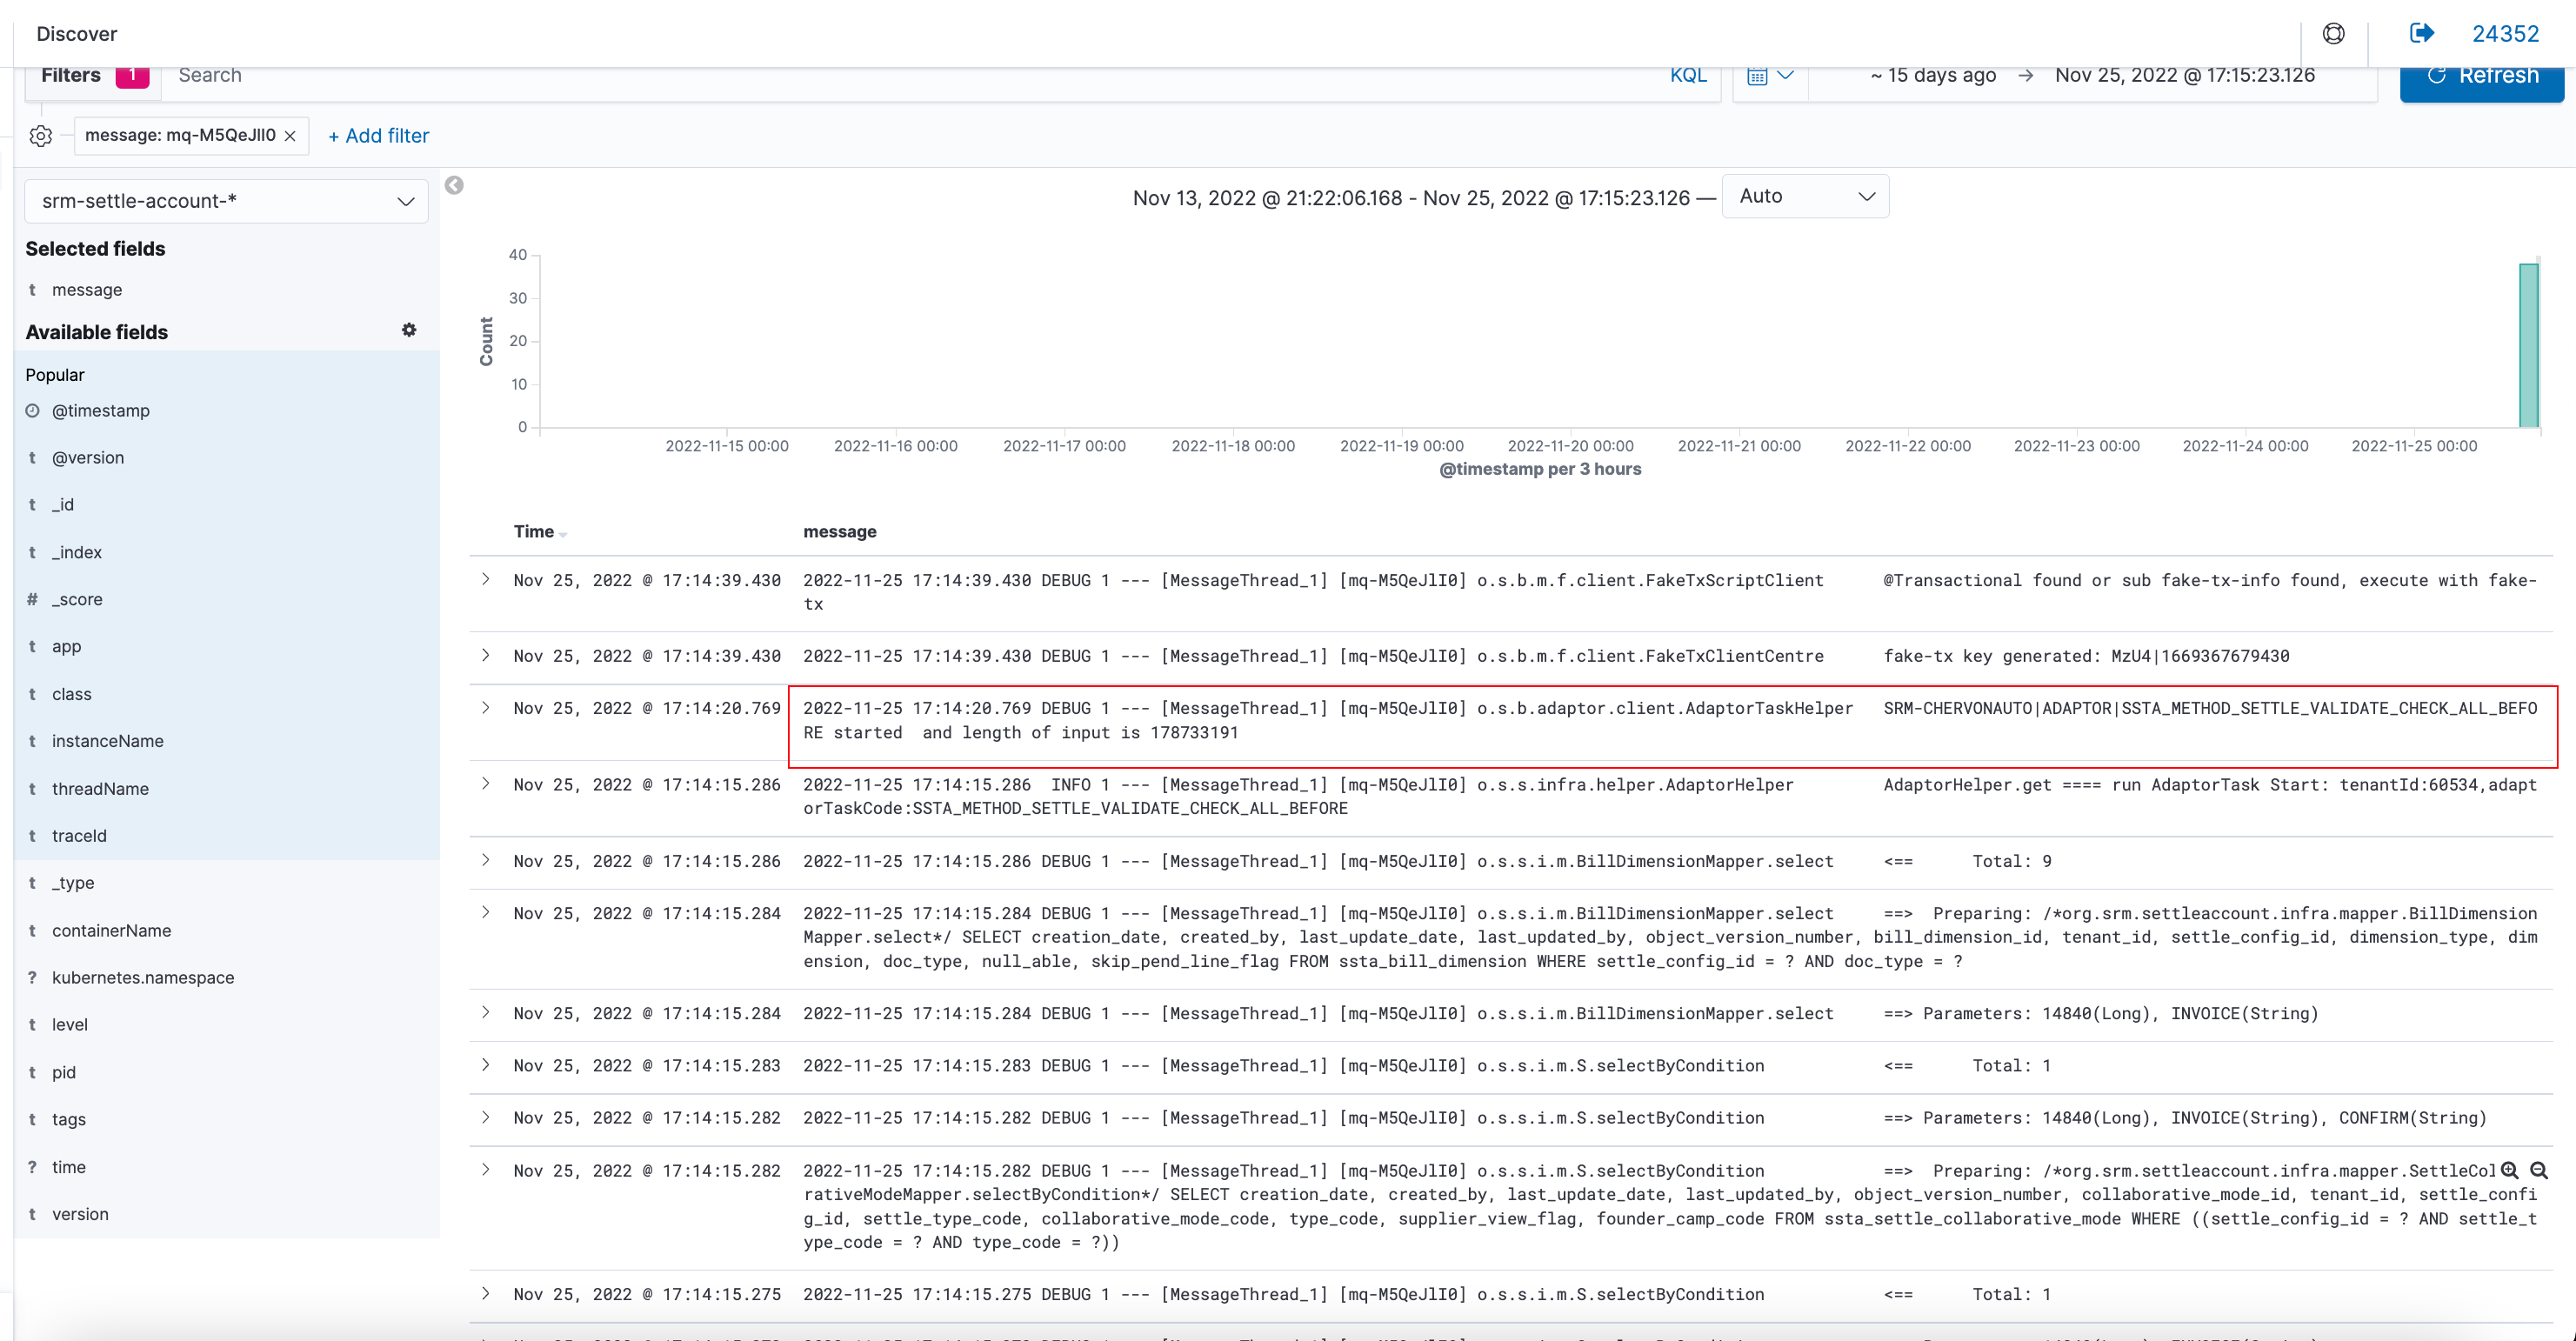 Discover
24352
Filters 1 Search KQL ~ 15 days ago → Nov 25, 2022 @ 17:15:23.126 Refresh
message: mq-M5QeJlI0 × + Add filter
srm-settle-account-*
Selected fields
t message
Available fields
Popular
@timestamp
t @version
t _id
t _index
# _score
t app
t class
t instanceName
t threadName
t traceId
t _type
t containerName
? kubernetes.namespace
t level
t pid
t tags
? time
t version
Nov 13, 2022 @ 21:22:06.168 - Nov 25, 2022 @ 17:15:23.126 — Auto
Count
40
30
20
10
0
2022-11-15 00:00 2022-11-16 00:00 2022-11-17 00:00 2022-11-18 00:00 2022-11-19 00:00 2022-11-20 00:00 2022-11-21 00:00 2022-11-22 00:00 2022-11-23 00:00 2022-11-24 00:00 2022-11-25 00:00
@timestamp per 3 hours
Time message
Nov 25, 2022 @ 17:14:39.430 2022-11-25 17:14:39.430 DEBUG 1 --- [MessageThread_1] [mq-M5QeJlI0] o.s.b.m.f.client.FakeTxScriptClient @Transactional found or sub fake-tx-info found, execute with fake-
tx
Nov 25, 2022 @ 17:14:39.430 2022-11-25 17:14:39.430 DEBUG 1 --- [MessageThread_1] [mq-M5QeJlI0] o.s.b.m.f.client.FakeTxClientCentre fake-tx key generated: MzU4|1669367679430
Nov 25, 2022 @ 17:14:20.769 2022-11-25 17:14:20.769 DEBUG 1 --- [MessageThread_1] [mq-M5QeJlI0] o.s.b.adaptor.client.AdaptorTaskHelper SRM-CHERVONAUTO|ADAPTOR|SSTA_METHOD_SETTLE_VALIDATE_CHECK_ALL_BEFO
RE started and length of input is 178733191
Nov 25, 2022 @ 17:14:15.286 2022-11-25 17:14:15.286 INFO 1 --- [MessageThread_1] [mq-M5QeJlI0] o.s.s.infra.helper.AdaptorHelper AdaptorHelper.get ==== run AdaptorTask Start: tenantId:60534,adapt
orTaskCode:SSTA_METHOD_SETTLE_VALIDATE_CHECK_ALL_BEFORE
Nov 25, 2022 @ 17:14:15.286 2022-11-25 17:14:15.286 DEBUG 1 --- [MessageThread_1] [mq-M5QeJlI0] o.s.s.i.m.BillDimensionMapper.select <== Total: 9
Nov 25, 2022 @ 17:14:15.284 2022-11-25 17:14:15.284 DEBUG 1 --- [MessageThread_1] [mq-M5QeJlI0] o.s.s.i.m.BillDimensionMapper.select ==> Preparing: /*org.srm.settleaccount.infra.mapper.BillDimension
Mapper.select*/ SELECT creation_date, created_by, last_update_date, last_updated_by, object_version_number, bill_dimension_id, tenant_id, settle_config_id, dimension_type, dim
ension, doc_type, null_able, skip_pend_line_flag FROM ssta_bill_dimension WHERE settle_config_id = ? AND doc_type = ?
Nov 25, 2022 @ 17:14:15.284 2022-11-25 17:14:15.284 DEBUG 1 --- [MessageThread_1] [mq-M5QeJlI0] o.s.s.i.m.BillDimensionMapper.select ==> Parameters: 14840(Long), INVOICE(String)
Nov 25, 2022 @ 17:14:15.283 2022-11-25 17:14:15.283 DEBUG 1 --- [MessageThread_1] [mq-M5QeJlI0] o.s.s.i.m.S.selectByCondition <== Total: 1
Nov 25, 2022 @ 17:14:15.282 2022-11-25 17:14:15.282 DEBUG 1 --- [MessageThread_1] [mq-M5QeJlI0] o.s.s.i.m.S.selectByCondition ==> Parameters: 14840(Long), INVOICE(String), CONFIRM(String)
Nov 25, 2022 @ 17:14:15.282 2022-11-25 17:14:15.282 DEBUG 1 --- [MessageThread_1] [mq-M5QeJlI0] o.s.s.i.m.S.selectByCondition ==> Preparing: /*org.srm.settleaccount.infra.mapper.SettleCol
rativeModeMapper.selectByCondition*/ SELECT creation_date, created_by, last_update_date, last_updated_by, object_version_number, collaborative_mode_id, tenant_id, settle_confi
g_id, settle_type_code, collaborative_mode_code, type_code, supplier_view_flag, founder_camp_code FROM ssta_settle_collaborative_mode WHERE ((settle_config_id = ? AND settle_t
ype_code = ? AND type_code = ?))
Nov 25, 2022 @ 17:14:15.275 2022-11-25 17:14:15.275 DEBUG 1 --- [MessageThread_1] [mq-M5QeJlI0] o.s.s.i.m.S.selectByCondition <== Total: 1